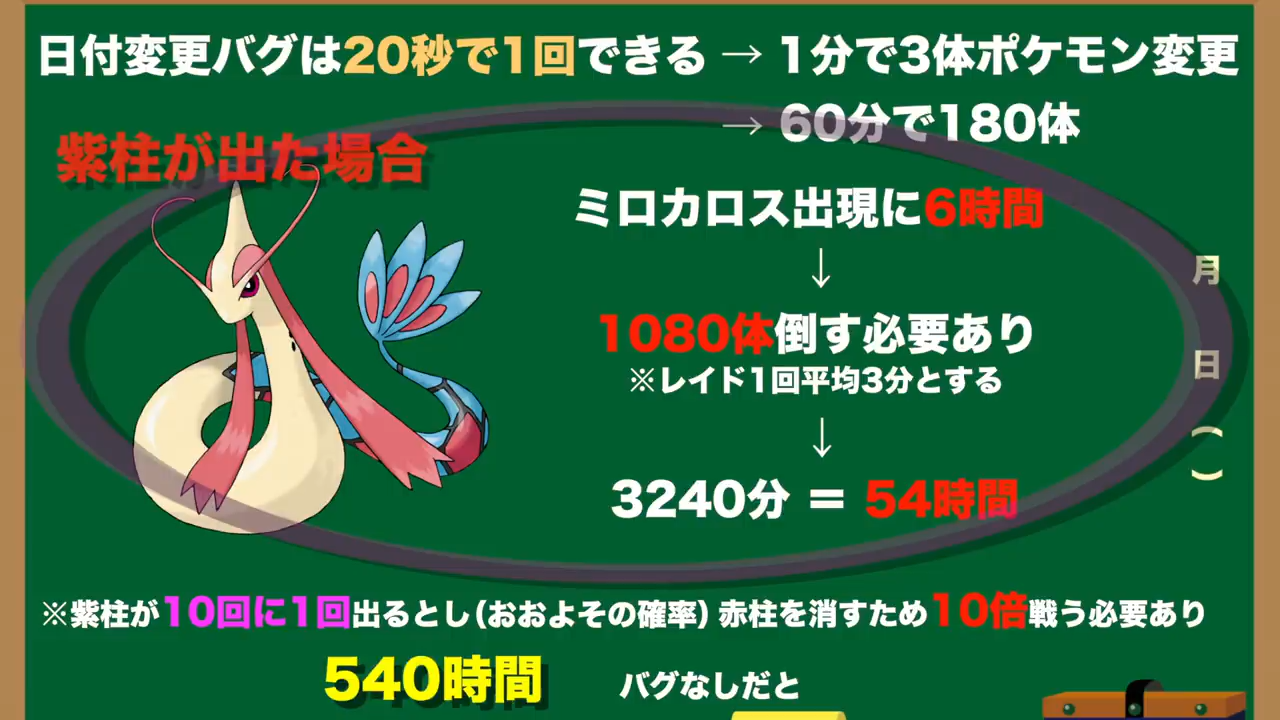 日付変更バグは20秒で1回できる → 1分で3体ポケモン変更
→ 60分で180体
紫柱が出た場合
ミロカロス出現に6時間
↓
1080体倒す必要あり
※レイド1回平均3分とする
↓
3240分 = 54時間
月
日
(
)
※紫柱が10回に1回出るとし(おおよその確率) 赤柱を消すため10倍戦う必要あり
540時間 バグなしだと